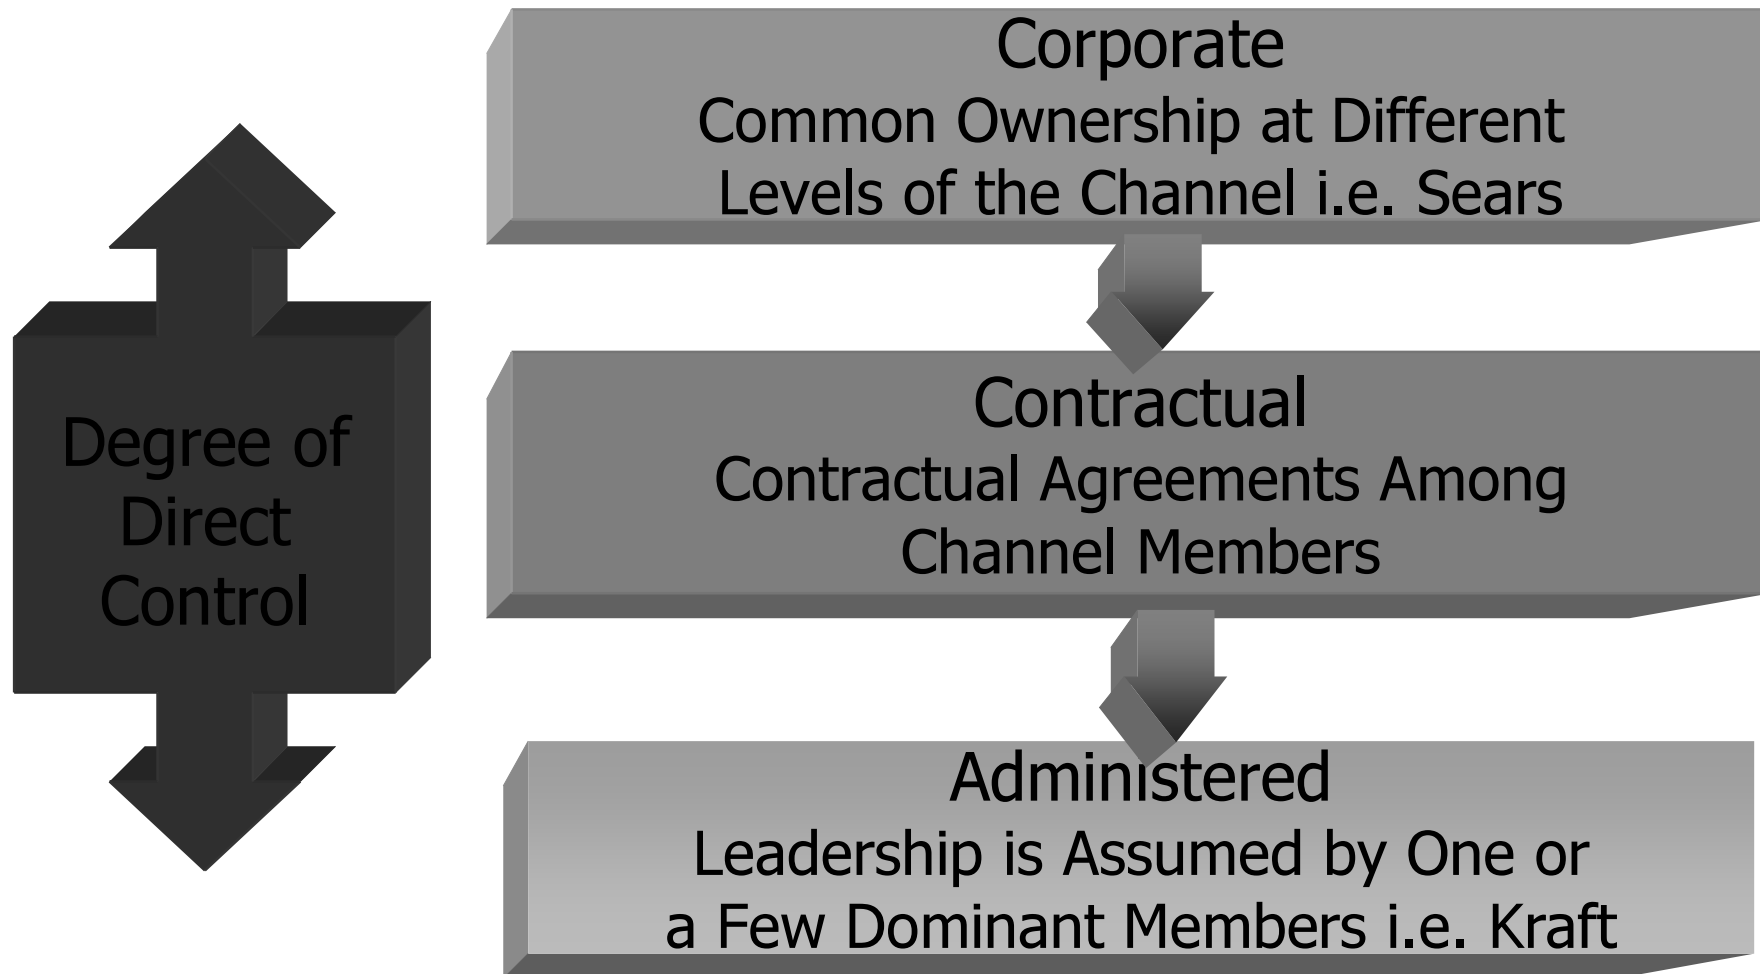 Corporate
Common Ownership at Different
Levels of the Channel i.e. Sears
Degree of
Direct
Control
Contractual
Contractual Agreements Among
Channel Members
Administered
Leadership is Assumed by One or
a Few Dominant Members i.e. Kraft